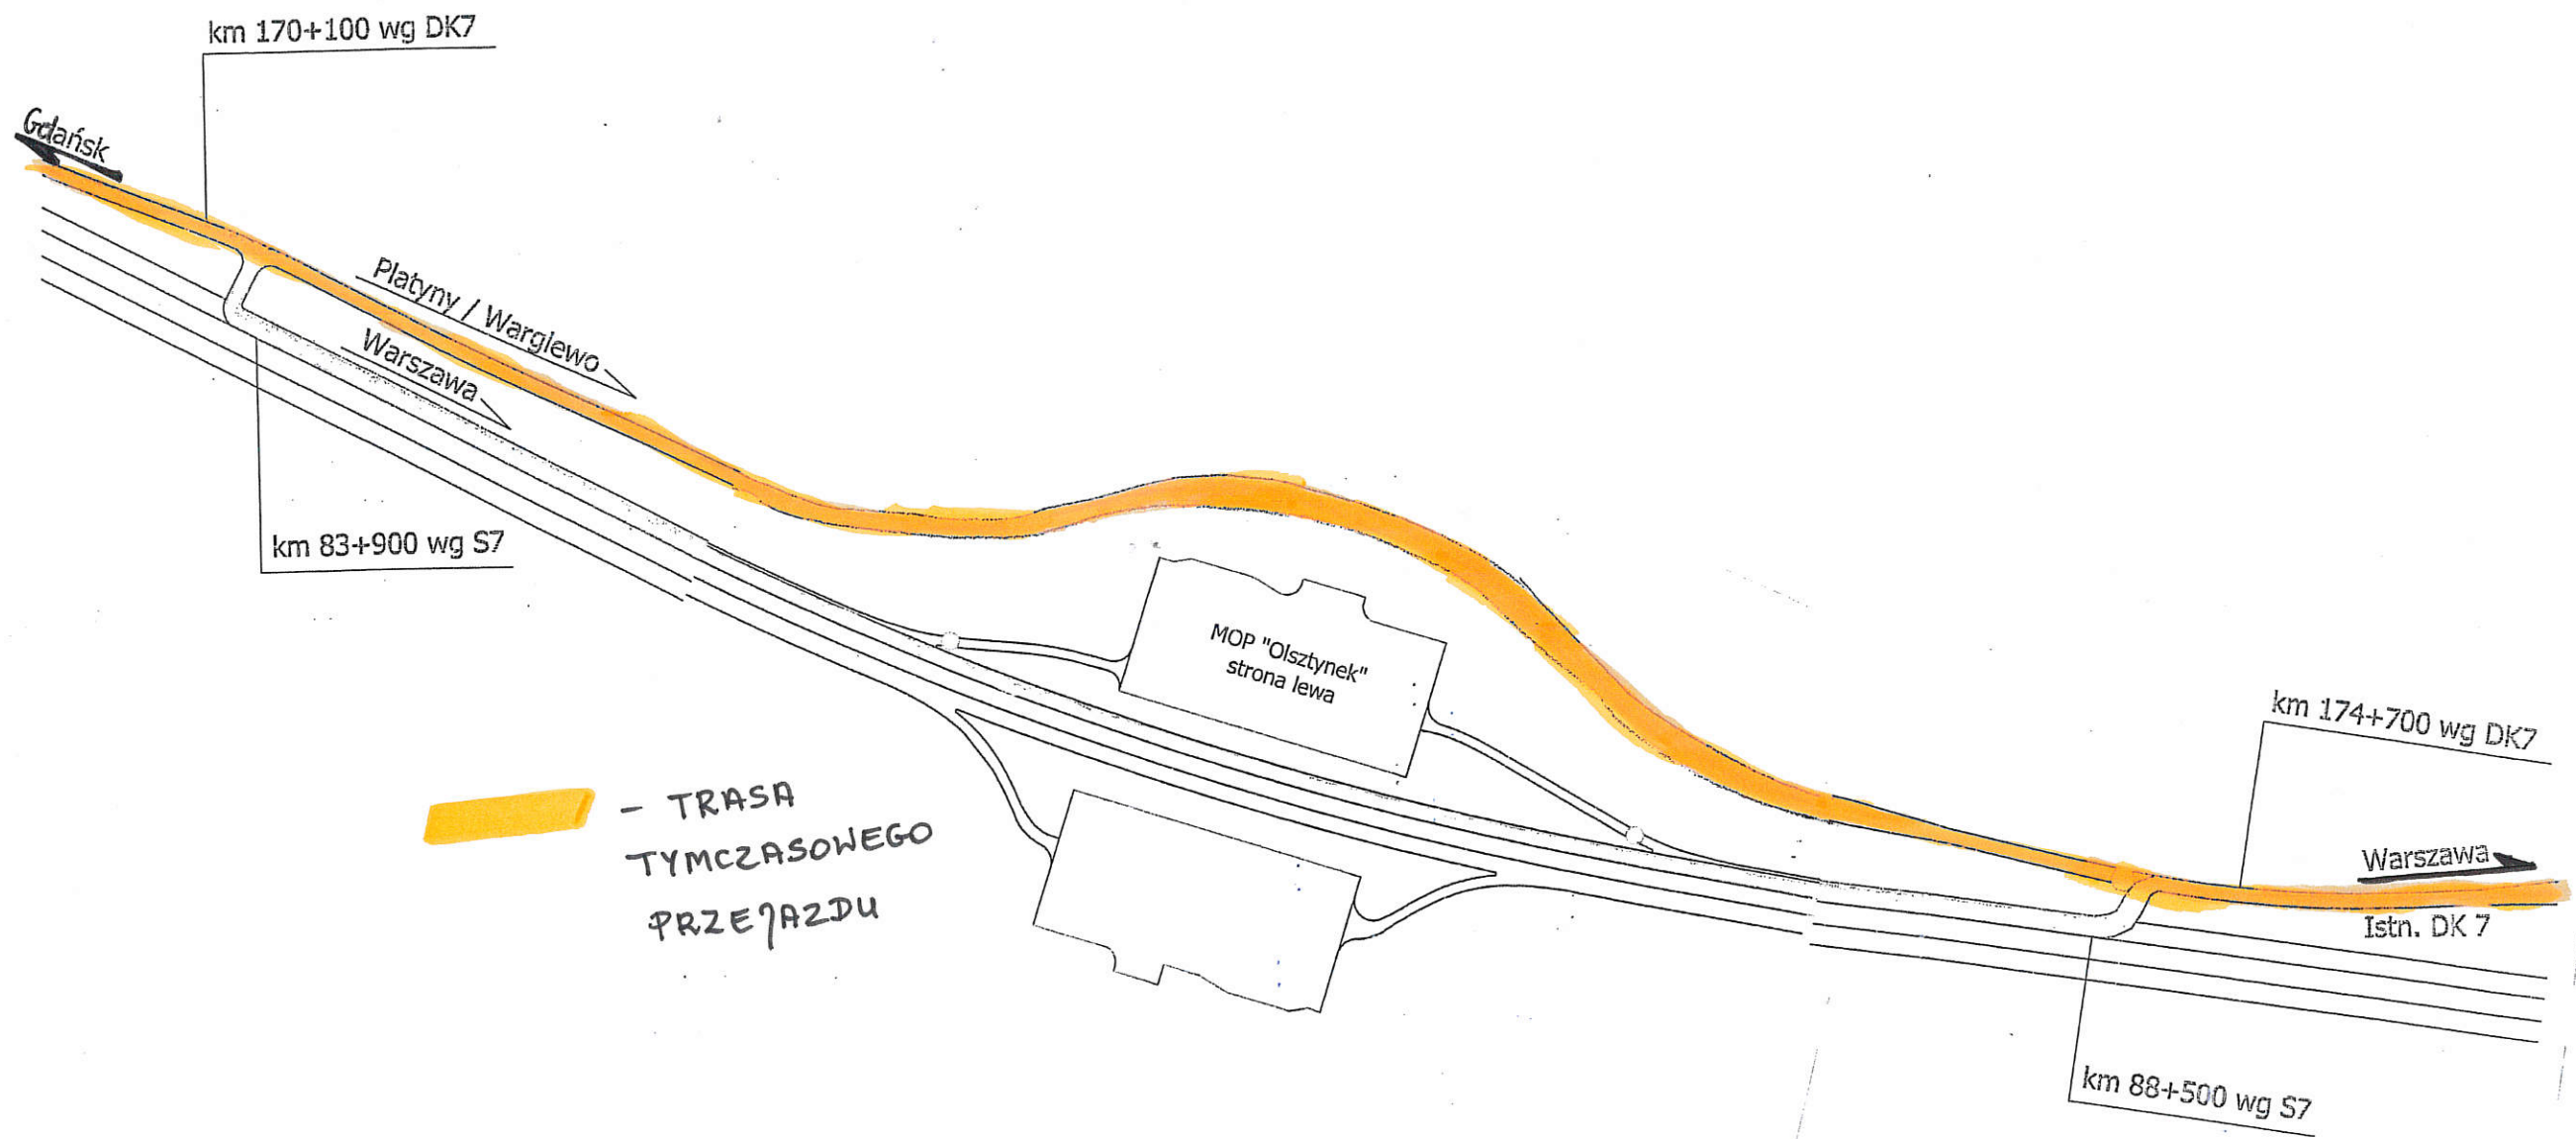 km 170+100 wg DK7
Gdańsk
Platyny / Warglewo
Warszawa
km 83+900 wg S7
MOP "Olsztynek"
strona lewa
km 174+700 wg DK7
- TRASA
TYMCZASOWEGO
PRZEJAZDU
Warszawa
Istn. DK 7
km 88+500 wg S7